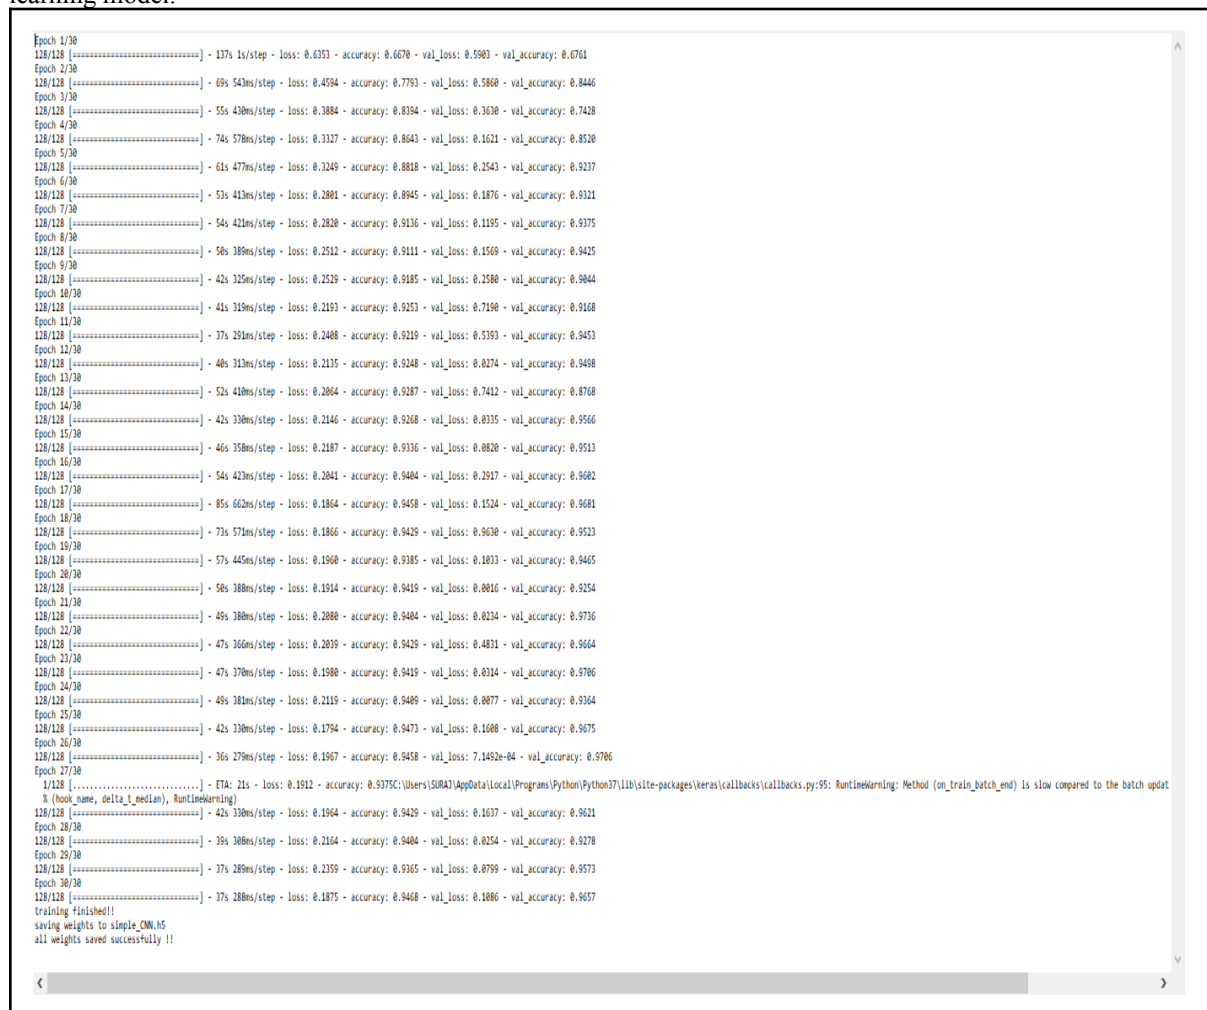 learning model.
Epoch 1/30
128/128 [==============================] - 137s 1s/step - loss: 0.6353 - accuracy: 0.6670 - val_loss: 0.5903 - val_accuracy: 0.6761
Epoch 2/30
128/128 [==============================] - 69s 543ms/step - loss: 0.4594 - accuracy: 0.7793 - val_loss: 0.5860 - val_accuracy: 0.8446
Epoch 3/30
128/128 [==============================] - 55s 430ms/step - loss: 0.3884 - accuracy: 0.8394 - val_loss: 0.3630 - val_accuracy: 0.7428
Epoch 4/30
128/128 [==============================] - 74s 578ms/step - loss: 0.3327 - accuracy: 0.8643 - val_loss: 0.1621 - val_accuracy: 0.8520
Epoch 5/30
128/128 [==============================] - 61s 477ms/step - loss: 0.3249 - accuracy: 0.8818 - val_loss: 0.2543 - val_accuracy: 0.9237
Epoch 6/30
128/128 [==============================] - 53s 413ms/step - loss: 0.2801 - accuracy: 0.8945 - val_loss: 0.1876 - val_accuracy: 0.9321
Epoch 7/30
128/128 [==============================] - 54s 421ms/step - loss: 0.2820 - accuracy: 0.9136 - val_loss: 0.1195 - val_accuracy: 0.9375
Epoch 8/30
128/128 [==============================] - 50s 389ms/step - loss: 0.2512 - accuracy: 0.9111 - val_loss: 0.1569 - val_accuracy: 0.9425
Epoch 9/30
128/128 [==============================] - 42s 325ms/step - loss: 0.2529 - accuracy: 0.9185 - val_loss: 0.2580 - val_accuracy: 0.9044
Epoch 10/30
128/128 [==============================] - 41s 319ms/step - loss: 0.2193 - accuracy: 0.9253 - val_loss: 0.7190 - val_accuracy: 0.9168
Epoch 11/30
128/128 [==============================] - 37s 291ms/step - loss: 0.2408 - accuracy: 0.9219 - val_loss: 0.5393 - val_accuracy: 0.9453
Epoch 12/30
128/128 [==============================] - 40s 313ms/step - loss: 0.2135 - accuracy: 0.9248 - val_loss: 0.0274 - val_accuracy: 0.9498
Epoch 13/30
128/128 [==============================] - 52s 410ms/step - loss: 0.2064 - accuracy: 0.9287 - val_loss: 0.7412 - val_accuracy: 0.8768
Epoch 14/30
128/128 [==============================] - 42s 330ms/step - loss: 0.2146 - accuracy: 0.9268 - val_loss: 0.0335 - val_accuracy: 0.9566
Epoch 15/30
128/128 [==============================] - 46s 358ms/step - loss: 0.2187 - accuracy: 0.9336 - val_loss: 0.0820 - val_accuracy: 0.9513
Epoch 16/30
128/128 [==============================] - 54s 423ms/step - loss: 0.2041 - accuracy: 0.9404 - val_loss: 0.2917 - val_accuracy: 0.9602
Epoch 17/30
128/128 [==============================] - 85s 662ms/step - loss: 0.1864 - accuracy: 0.9458 - val_loss: 0.1524 - val_accuracy: 0.9681
Epoch 18/30
128/128 [==============================] - 73s 571ms/step - loss: 0.1866 - accuracy: 0.9429 - val_loss: 0.9630 - val_accuracy: 0.9523
Epoch 19/30
128/128 [==============================] - 57s 445ms/step - loss: 0.1960 - accuracy: 0.9385 - val_loss: 0.1033 - val_accuracy: 0.9465
Epoch 20/30
128/128 [==============================] - 50s 388ms/step - loss: 0.1914 - accuracy: 0.9419 - val_loss: 0.0016 - val_accuracy: 0.9254
Epoch 21/30
128/128 [==============================] - 49s 380ms/step - loss: 0.2080 - accuracy: 0.9404 - val_loss: 0.0234 - val_accuracy: 0.9736
Epoch 22/30
128/128 [==============================] - 47s 366ms/step - loss: 0.2039 - accuracy: 0.9429 - val_loss: 0.4831 - val_accuracy: 0.9664
Epoch 23/30
128/128 [==============================] - 47s 370ms/step - loss: 0.1980 - accuracy: 0.9419 - val_loss: 0.0314 - val_accuracy: 0.9706
Epoch 24/30
128/128 [==============================] - 49s 381ms/step - loss: 0.2119 - accuracy: 0.9409 - val_loss: 0.0077 - val_accuracy: 0.9364
Epoch 25/30
128/128 [==============================] - 42s 330ms/step - loss: 0.1794 - accuracy: 0.9473 - val_loss: 0.1608 - val_accuracy: 0.9675
Epoch 26/30
128/128 [==============================] - 36s 279ms/step - loss: 0.1967 - accuracy: 0.9458 - val_loss: 7.1492e-04 - val_accuracy: 0.9706
Epoch 27/30
1/128 [..............................] - ETA: 21s - loss: 0.1912 - accuracy: 0.9375C:\Users\SURAJ\AppData\Local\Programs\Python\Python37\lib\site-packages\keras\callbacks\callbacks.py:95: RuntimeWarning: Method (on_train_batch_end) is slow compared to the batch updat
% (hook_name, delta_t_median), RuntimeWarning)
128/128 [==============================] - 42s 330ms/step - loss: 0.1964 - accuracy: 0.9429 - val_loss: 0.1637 - val_accuracy: 0.9621
Epoch 28/30
128/128 [==============================] - 39s 308ms/step - loss: 0.2164 - accuracy: 0.9404 - val_loss: 0.0254 - val_accuracy: 0.9278
Epoch 29/30
128/128 [==============================] - 37s 289ms/step - loss: 0.2359 - accuracy: 0.9365 - val_loss: 0.0799 - val_accuracy: 0.9573
Epoch 30/30
128/128 [==============================] - 37s 288ms/step - loss: 0.1875 - accuracy: 0.9468 - val_loss: 0.1086 - val_accuracy: 0.9657
training finished!!
saving weights to simple_CNN.h5
all weights saved successfully !!